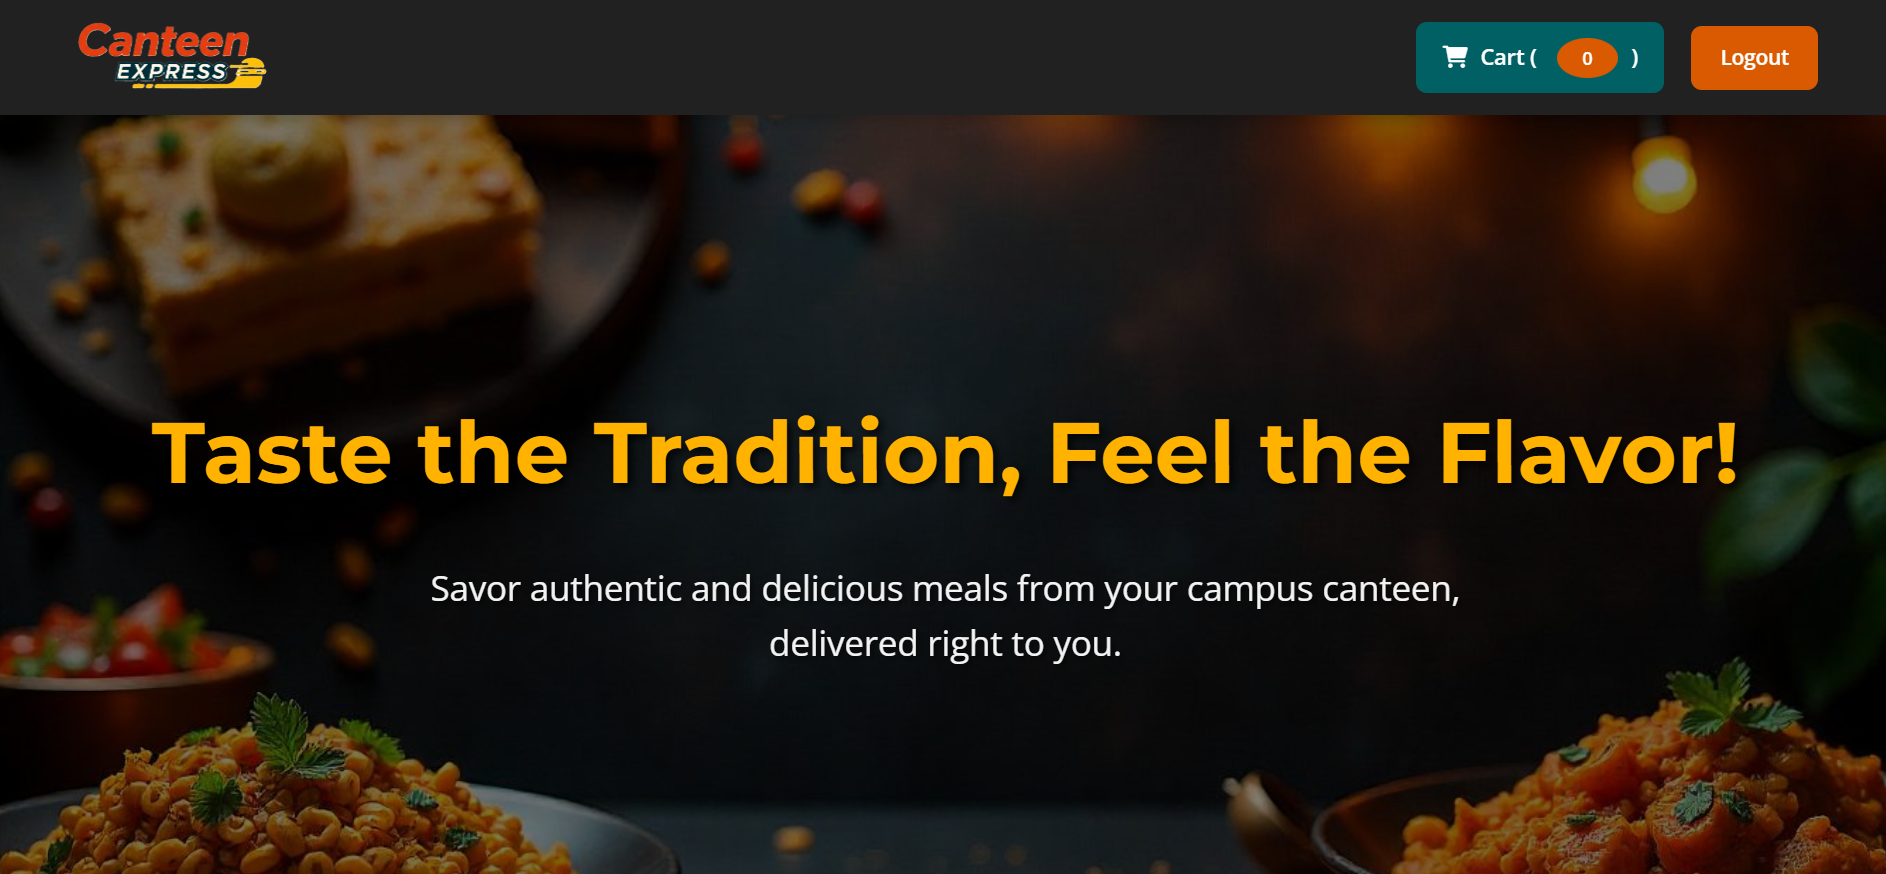 Canteen
EXPRESS
Cart ( 0 )
Logout
Taste the Tradition, Feel the Flavor!
Savor authentic and delicious meals from your campus canteen,
delivered right to you.